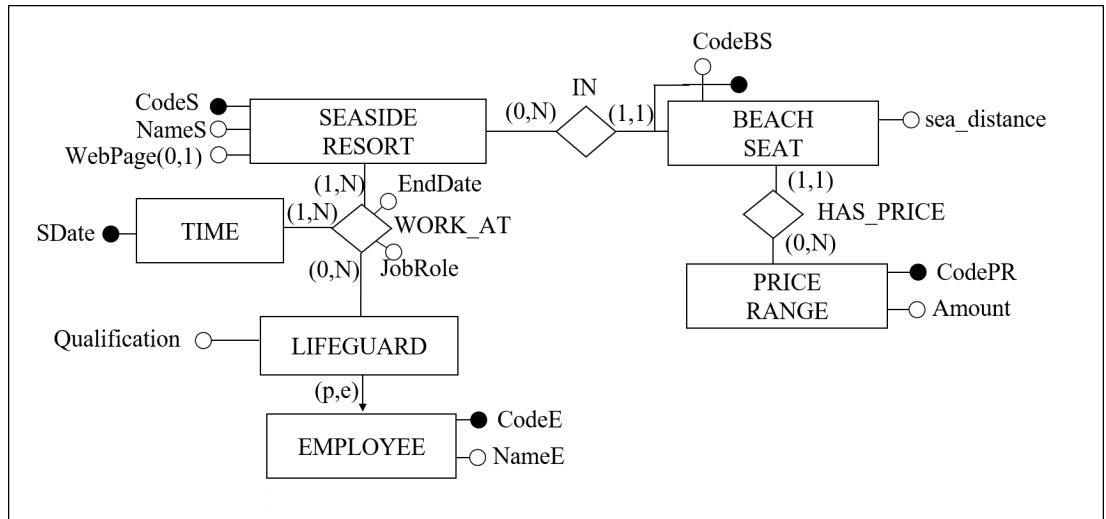 CodeBS
IN
CodeS
NameS
WebPage(0,1)
SEASIDE
RESORT
(0,N)
(1,1)
BEACH
SEAT
sea_distance
(1,N)
EndDate
(1,1)
SDate
TIME
(1,N)
WORK_AT
HAS_PRICE
(0,N)
JobRole
(0,N)
PRICE
RANGE
CodePR
Amount
Qualification
LIFEGUARD
(p,e)
EMPLOYEE
CodeE
NameE